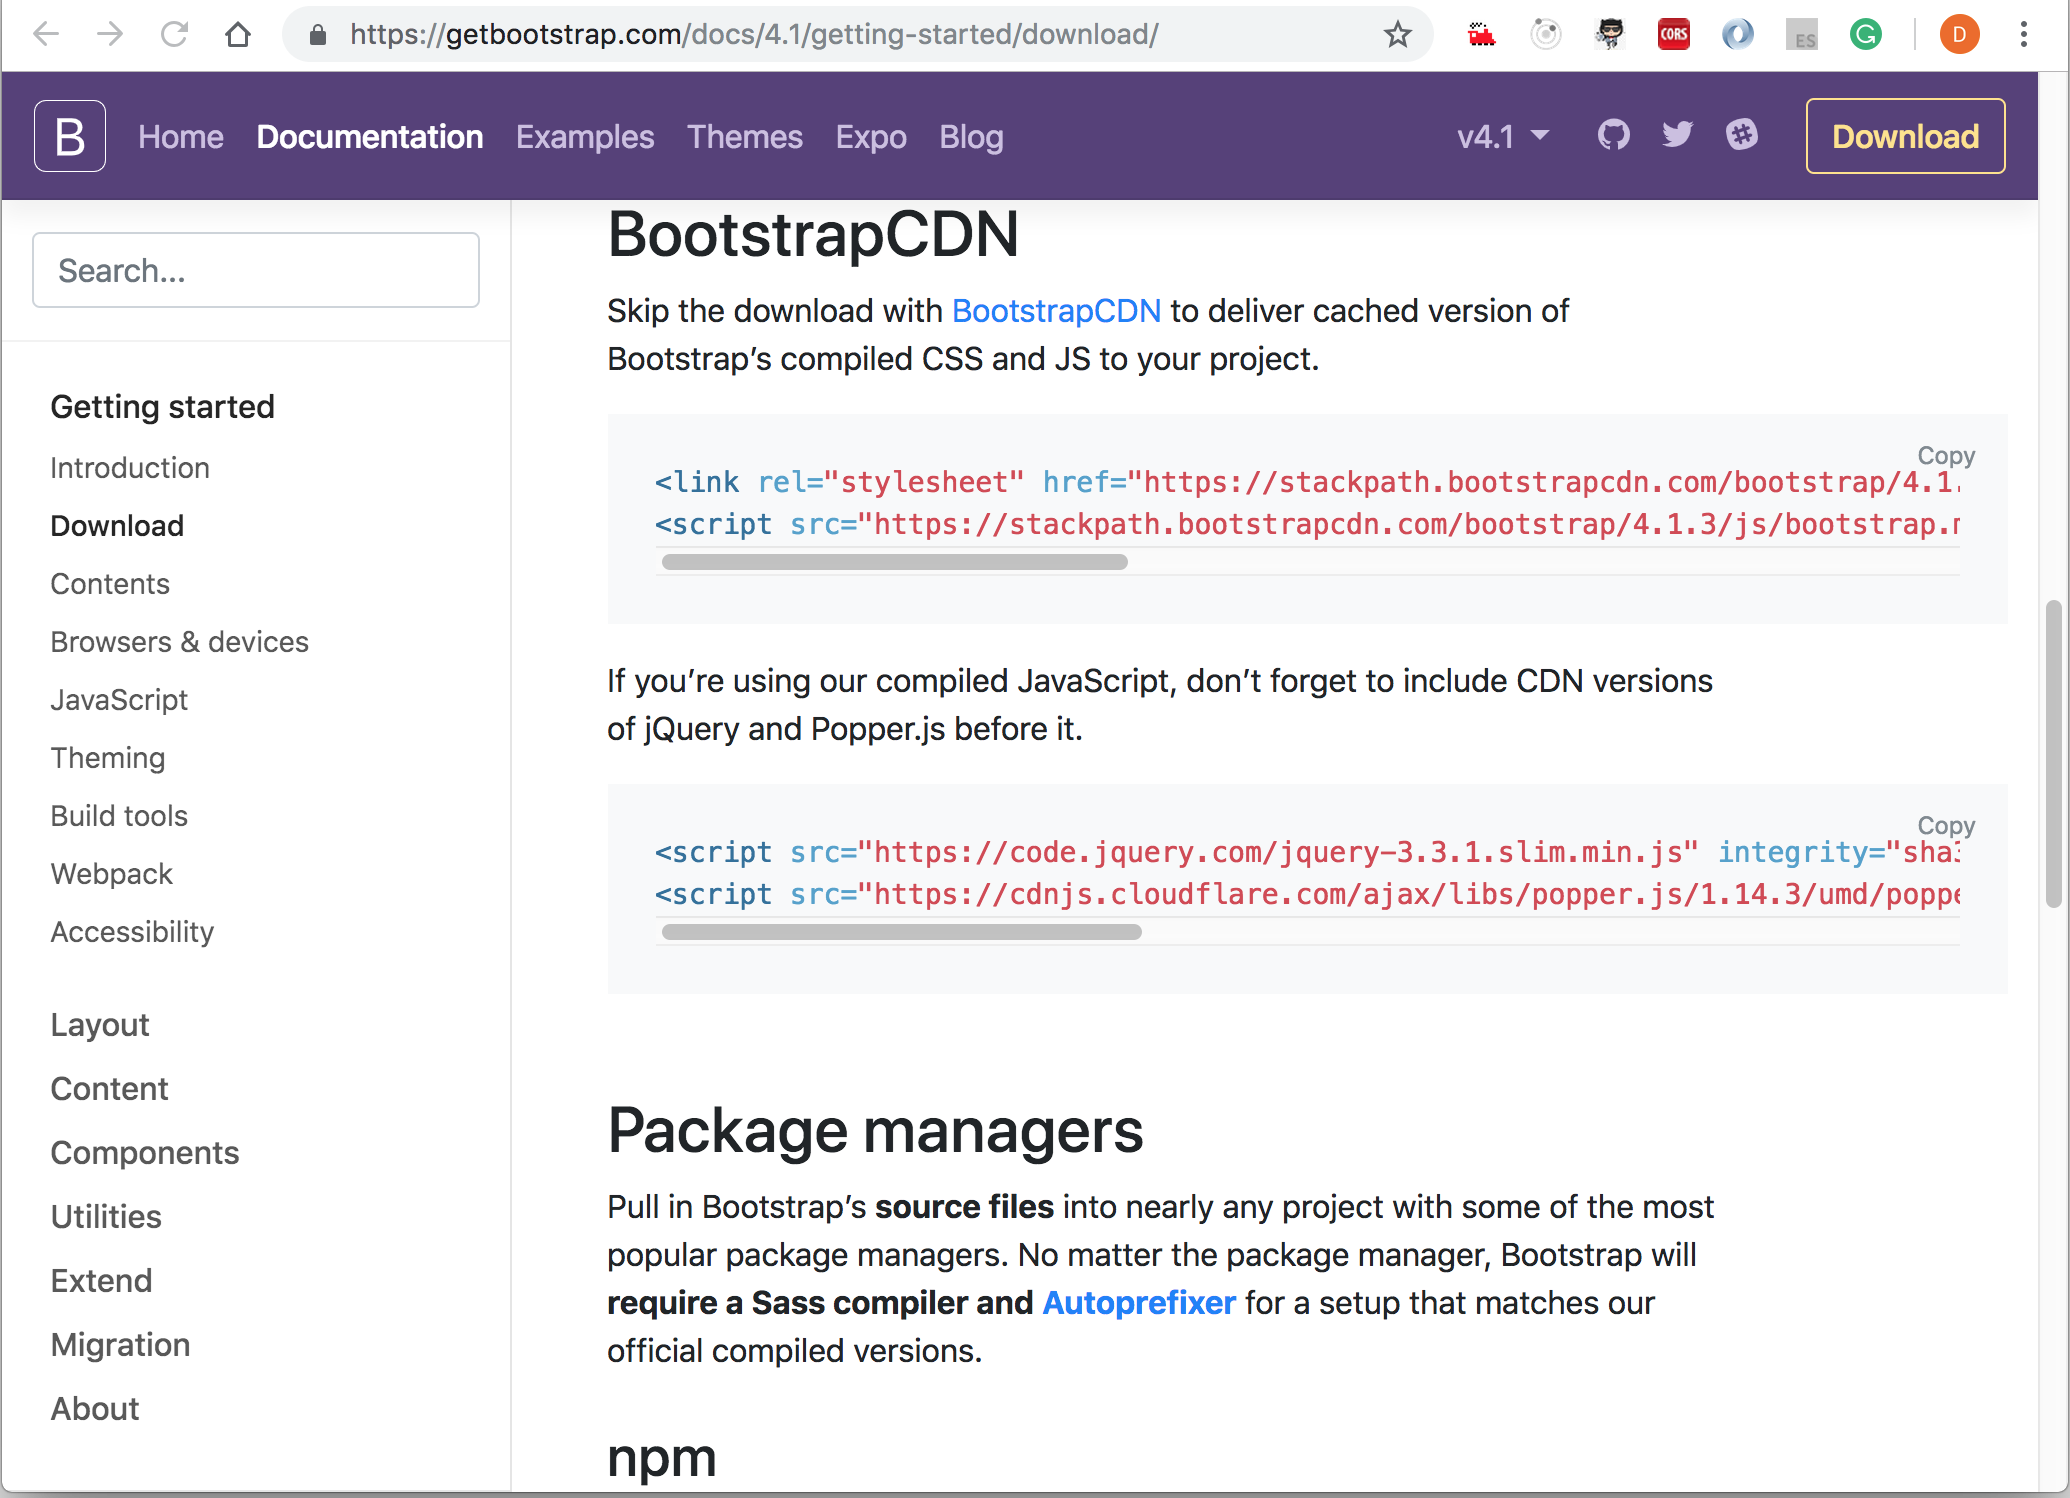 https://getbootstrap.com/docs/4.1/getting-started/download/
CORS
ES
D
B
Home Documentation Examples Themes Expo Blog
v4.1
Download
Search...
Getting started
Introduction
Download
Contents
Browsers & devices
JavaScript
Theming
Build tools
Webpack
Accessibility
Layout
Content
Components
Utilities
Extend
Migration
About
BootstrapCDN
Skip the download with BootstrapCDN to deliver cached version of
Bootstrap’s compiled CSS and JS to your project.
Copy
<link rel="stylesheet" href="https://stackpath.bootstrapcdn.com/bootstrap/4.1.
<script src="https://stackpath.bootstrapcdn.com/bootstrap/4.1.3/js/bootstrap.
If you’re using our compiled JavaScript, don’t forget to include CDN versions
of jQuery and Popper.js before it.
Copy
<script src="https://code.jquery.com/jquery-3.3.1.slim.min.js" integrity="sha3
<script src="https://cdnjs.cloudflare.com/ajax/libs/popper.js/1.14.3/umd/poppe
Package managers
Pull in Bootstrap’s source files into nearly any project with some of the most
popular package managers. No matter the package manager, Bootstrap will
require a Sass compiler and Autoprefixer for a setup that matches our
official compiled versions.
npm